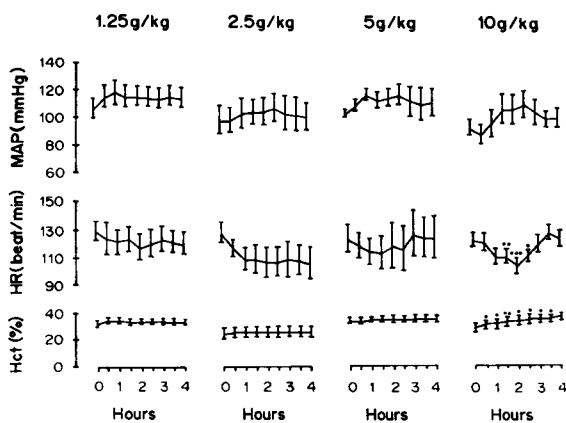 1.25g/kg 2.5g/kg 5g/kg 10g/kg
MAP(mmHg)
140
120
100
80
60
HR(beat/min)
150
130
110
90
Hct(%)
40
20
0
0 1 2 3 4 0 1 2 3 4 0 1 2 3 4 0 1 2 3 4
Hours Hours Hours Hours